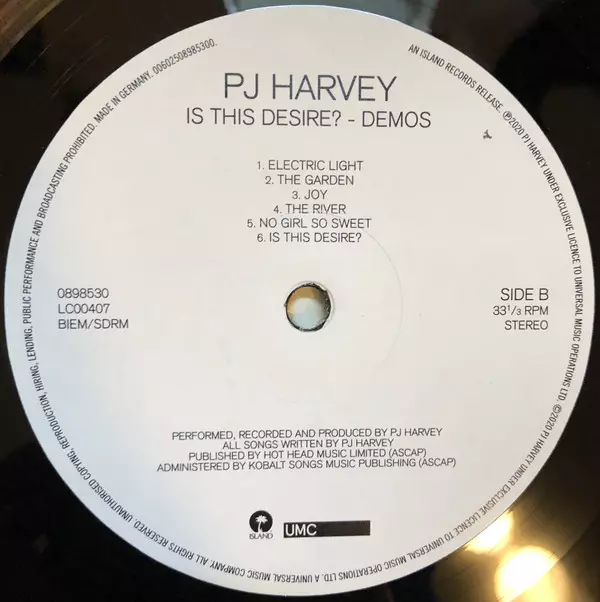 PJ HARVEY
IS THIS DESIRE? - DEMOS
1. ELECTRIC LIGHT
2. THE GARDEN
3. JOY
4. THE RIVER
5. NO GIRL SO SWEET
6. IS THIS DESIRE?
0898530
LC00407
BIEM/SDRM
SIDE B
33 1/3 RPM
STEREO
PERFORMED, RECORDED AND PRODUCED BY PJ HARVEY
ALL SONGS WRITTEN BY PJ HARVEY
PUBLISHED BY HOT HEAD MUSIC LIMITED (ASCAP)
ADMINISTERED BY KOBALT SONGS MUSIC PUBLISHING (ASCAP)
ISLAND
UMC
AN ISLAND RECORDS RELEASE. ℗2020 PJ HARVEY UNDER EXCLUSIVE LICENCE TO UNIVERSAL MUSIC OPERATIONS LTD. ©2020 PJ HARVEY UNDER EXCLUSIVE LICENCE TO UNIVERSAL MUSIC OPERATIONS LTD. A UNIVERSAL MUSIC COMPANY. ALL RIGHTS RESERVED. UNAUTHORISED COPYING, REPRODUCTION, HIRING, LENDING, PUBLIC PERFORMANCE AND BROADCASTING PROHIBITED. MADE IN GERMANY. 00602508985300.